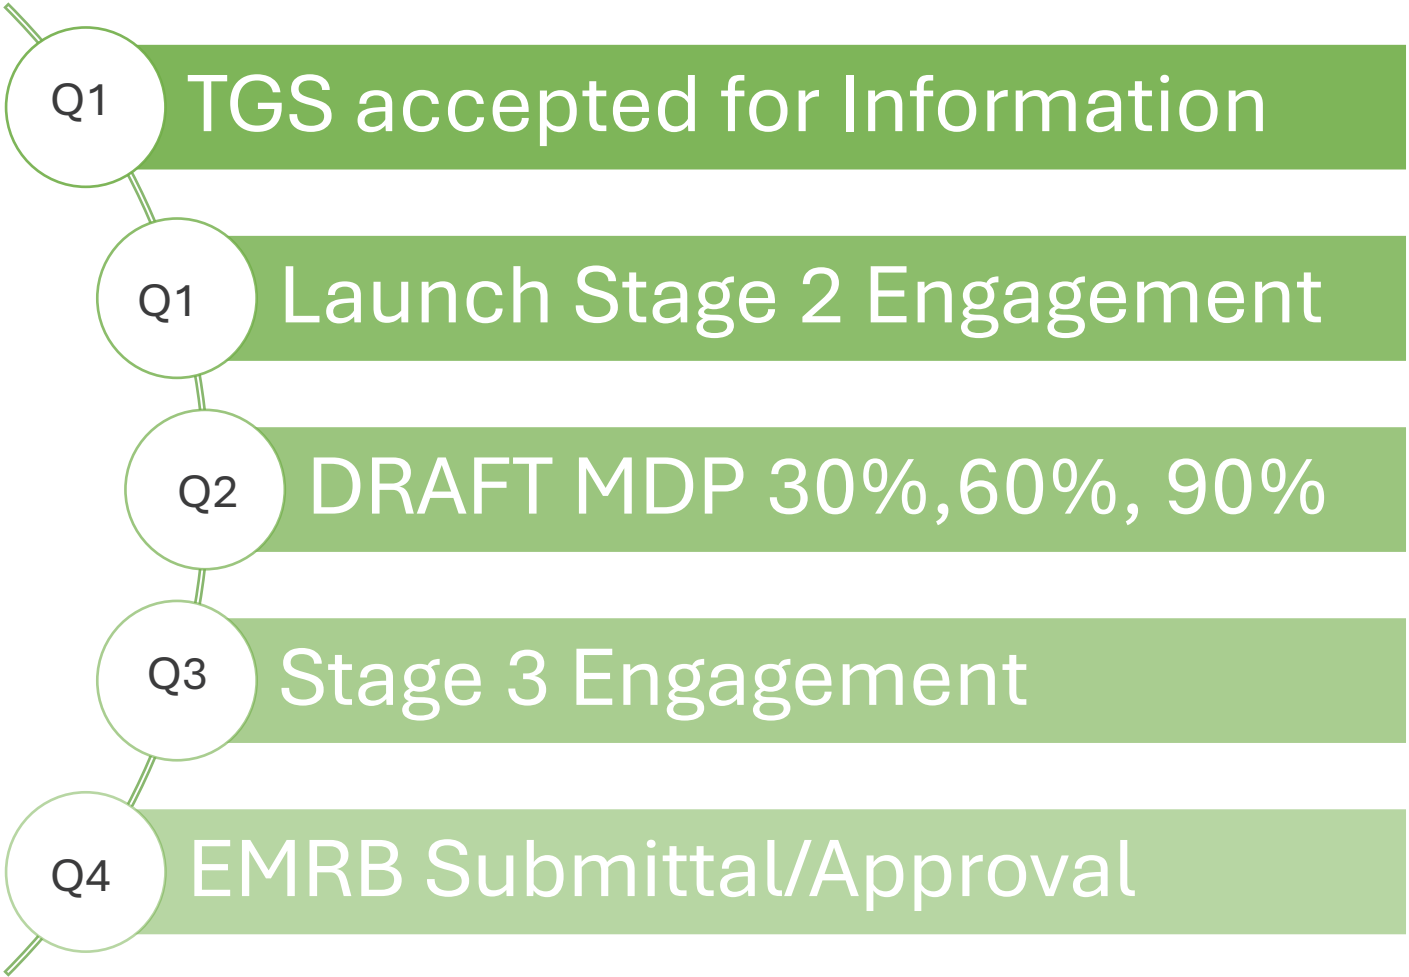 Q1
TGS accepted for Information
Q1
Launch Stage 2 Engagement
Q2
DRAFT MDP 30%,60%, 90%
Q3
Stage 3 Engagement
Q4
EMRB Submittal/Approval